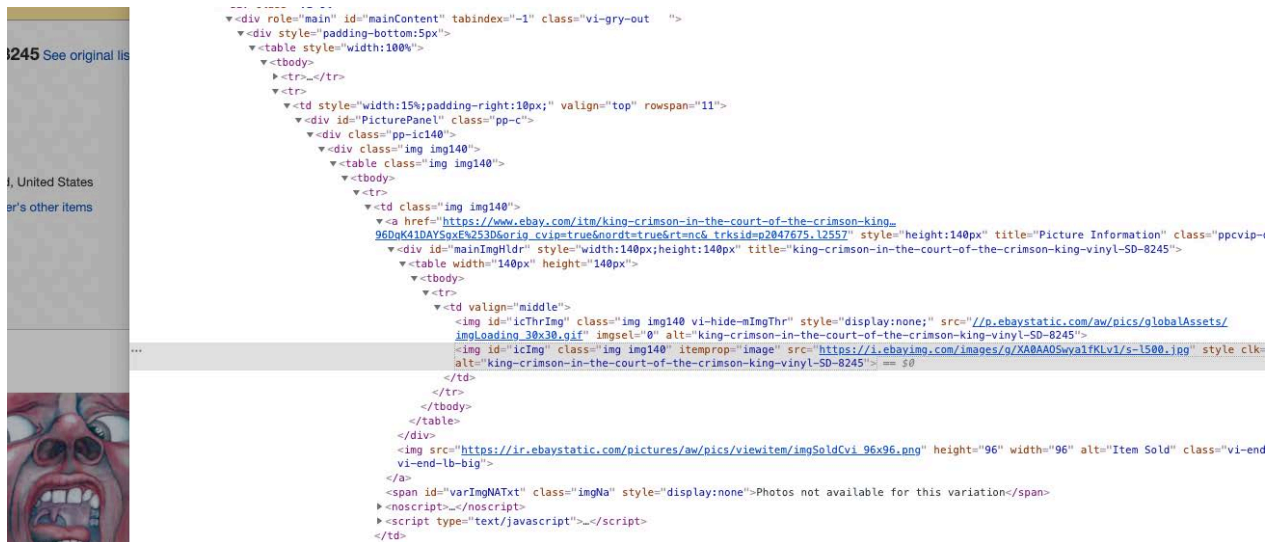 ▼<div role="main" id="mainContent" tabindex="-1" class="vi-gry-out   ">
▼<div style="padding-bottom:5px">
8245 See original lis
▼<table style="width:100%">
▼<tbody>
▶<tr>…</tr>
▼<tr>
▼<td style="width:15%;padding-right:10px;" valign="top" rowspan="11">
▼<div id="PicturePanel" class="pp-c">
▼<div class="pp-ic140">
▼<div class="img img140">
▼<table class="img img140">
▼<tbody>
, United States
▼<tr>
er's other items
▼<td class="img img140">
▼<a href="https://www.ebay.com/itm/king-crimson-in-the-court-of-the-crimson-king…
96DqK41DAYSgxE%253D&orig_cvip=true&nordt=true&rt=nc&_trksid=p2047675.l2557" style="height:140px" title="Picture Information" class="ppcvip-
▼<div id="mainImgHldr" style="width:140px;height:140px" title="king-crimson-in-the-court-of-the-crimson-king-vinyl-SD-8245">
▼<table width="140px" height="140px">
▼<tbody>
▼<tr>
▼<td valign="middle">
<img id="icThrImg" class="img img140 vi-hide-mImgThr" style="display:none;" src="//p.ebaystatic.com/aw/pics/globalAssets/
imgLoading_30x30.gif" imgsel="0" alt="king-crimson-in-the-court-of-the-crimson-king-vinyl-SD-8245">
… <img id="icImg" class="img img140" itemprop="image" src="https://i.ebayimg.com/images/g/XA0AAOSwya1fKLv1/s-l500.jpg" style clk=
alt="king-crimson-in-the-court-of-the-crimson-king-vinyl-SD-8245"> == $0
</td>
</tr>
</tbody>
</table>
</div>
<img src="https://ir.ebaystatic.com/pictures/aw/pics/viewitem/imgSoldCvi_96x96.png" height="96" width="96" alt="Item Sold" class="vi-end
vi-end-lb-big">
</a>
<span id="varImgNATxt" class="imgNa" style="display:none">Photos not available for this variation</span>
▶<noscript>…</noscript>
▶<script type="text/javascript">…</script>
</td>